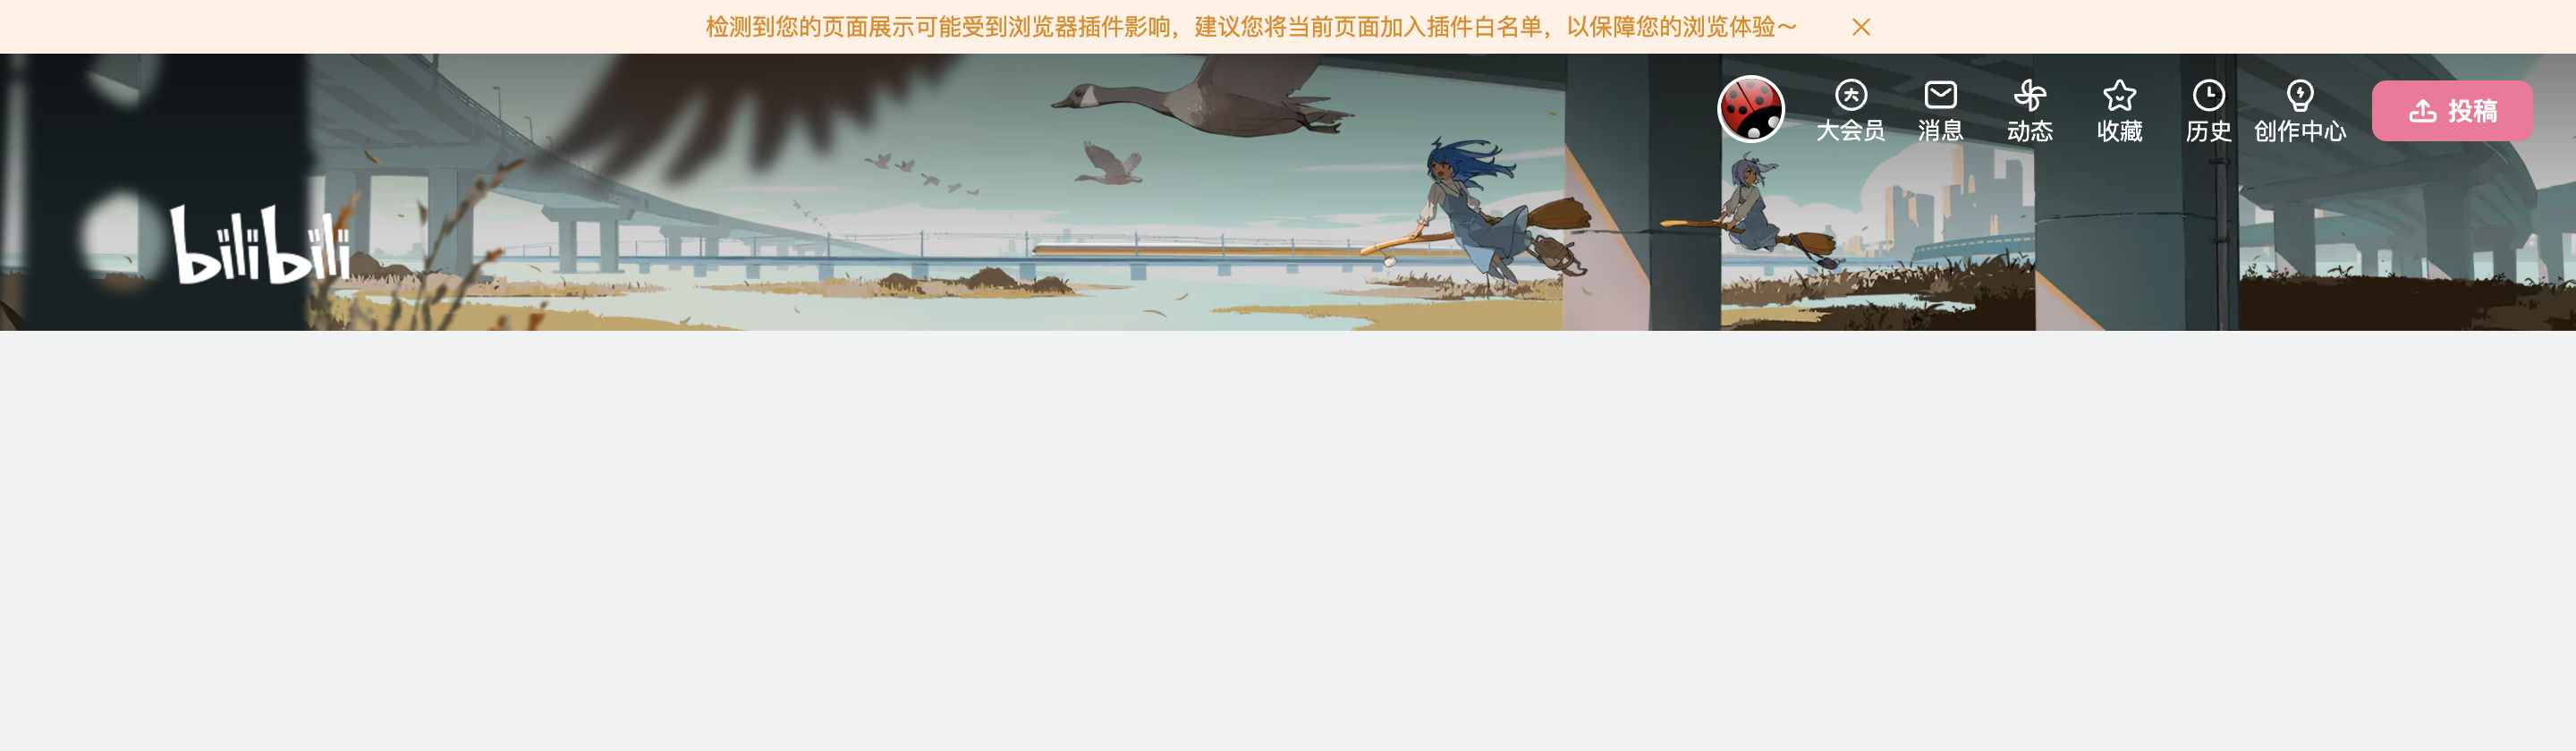 检测到您的页面展示可能受到浏览器插件影响，建议您将当前页面加入插件白名单，以保障您的浏览体验～
bilibili
大
大会员
消息
动态
收藏
历史
创作中心
投稿